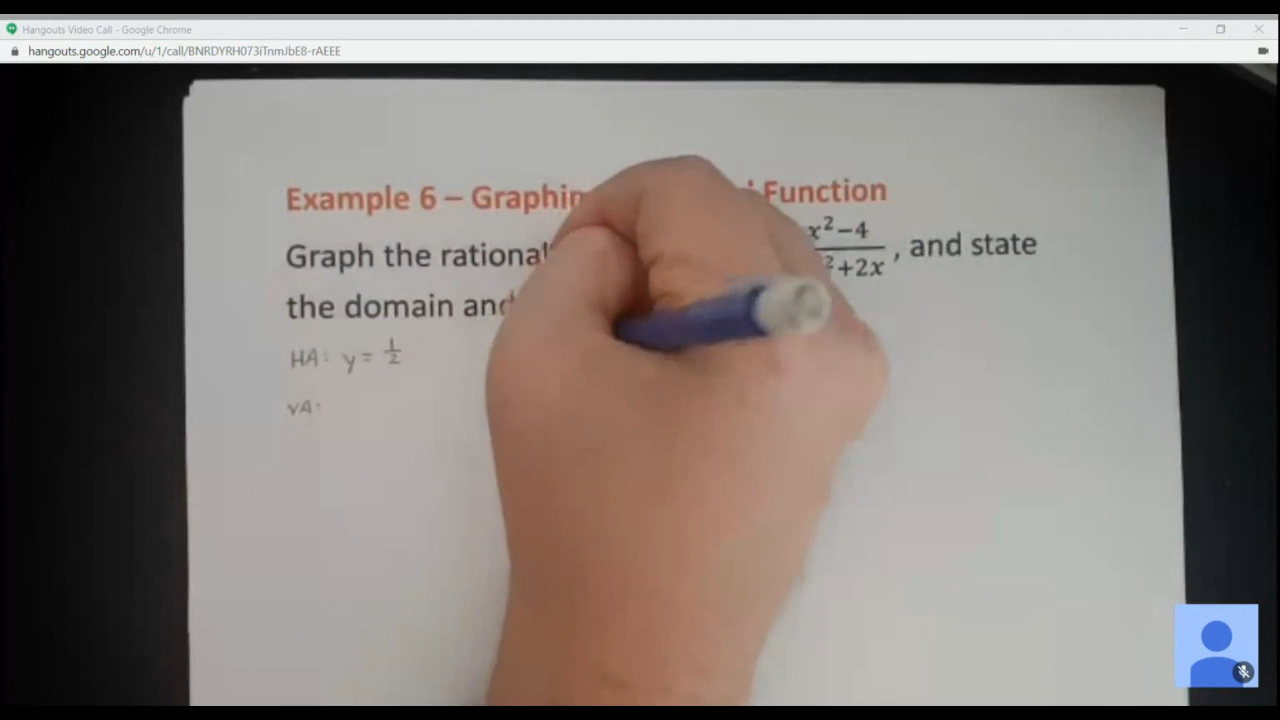 Hangouts Video Call - Google Chrome
hangouts.google.com/u/1/call/BNRDYRH073iTnmJbE8-rAEEE
Example 6 – Graphin Function
Graph the rational x²−4 / ²+2x , and state
the domain and
HA: y = 1/2
VA: